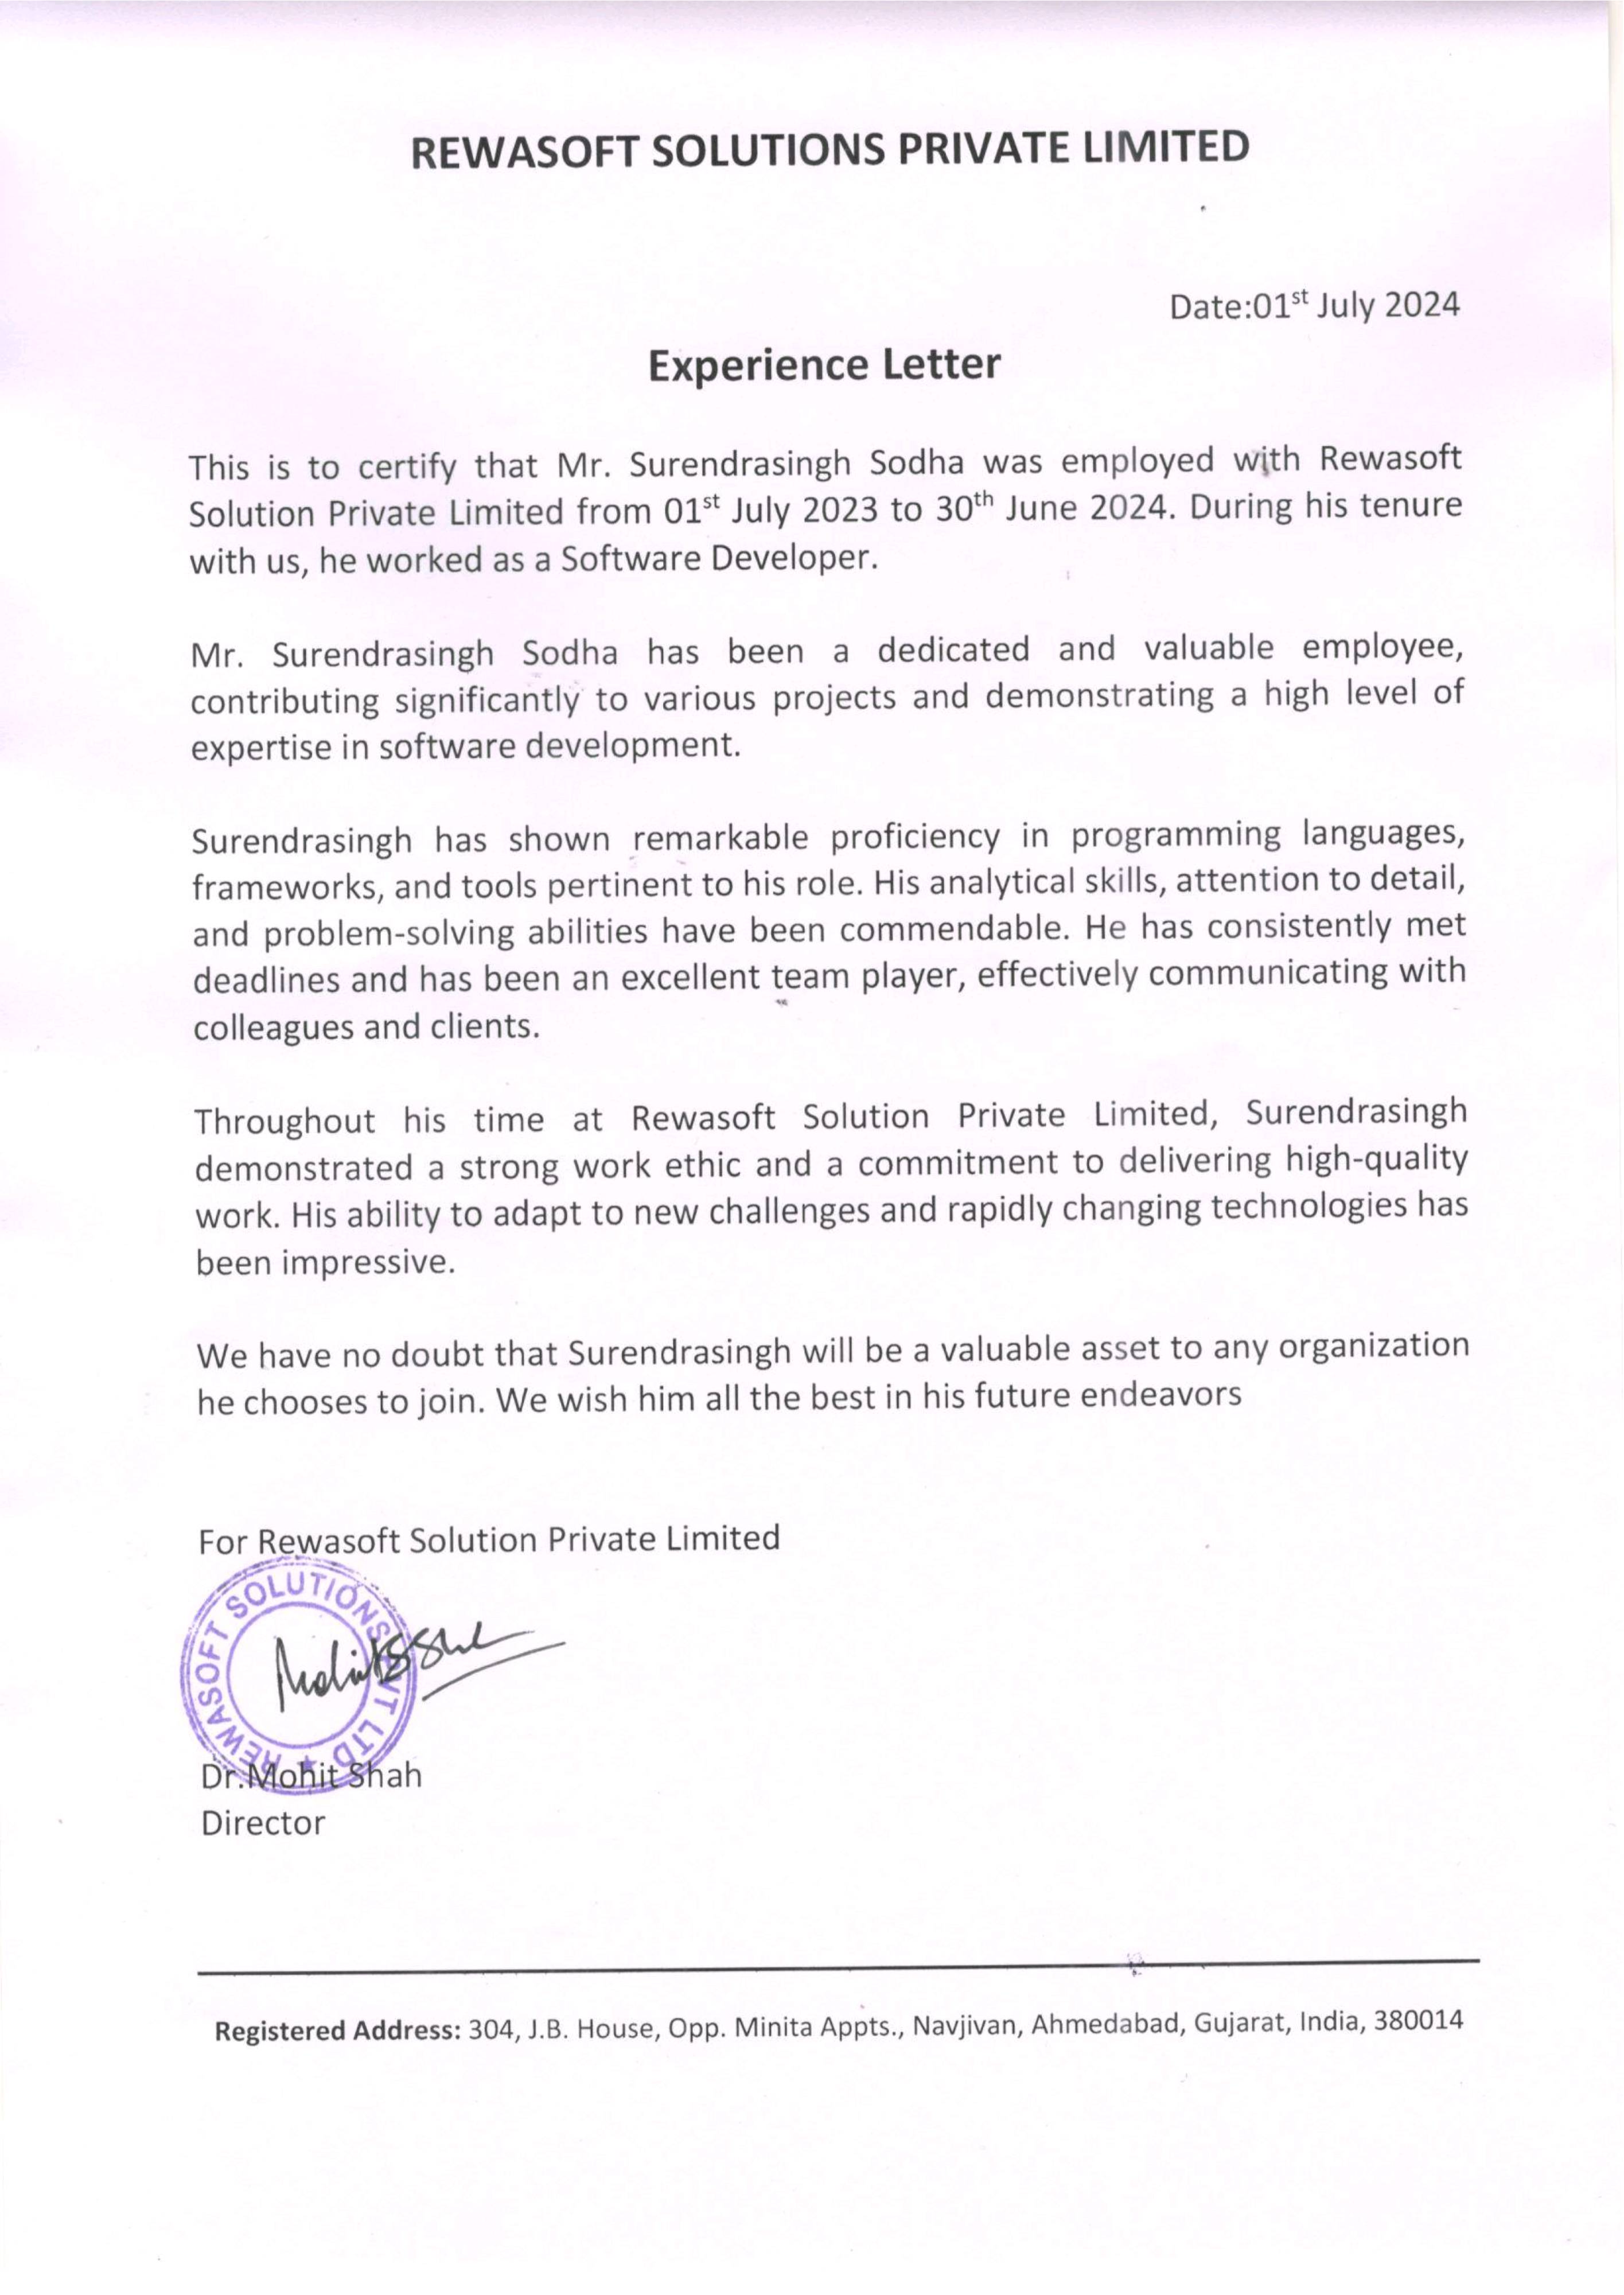 REWASOFT SOLUTIONS PRIVATE LIMITED
Date:01st July 2024
Experience Letter
This is to certify that Mr. Surendrasingh Sodha was employed with Rewasoft
Solution Private Limited from 01st July 2023 to 30th June 2024. During his tenure
with us, he worked as a Software Developer.
Mr. Surendrasingh Sodha has been a dedicated and valuable employee,
contributing significantly to various projects and demonstrating a high level of
expertise in software development.
Surendrasingh has shown remarkable proficiency in programming languages,
frameworks, and tools pertinent to his role. His analytical skills, attention to detail,
and problem-solving abilities have been commendable. He has consistently met
deadlines and has been an excellent team player, effectively communicating with
colleagues and clients.
Throughout his time at Rewasoft Solution Private Limited, Surendrasingh
demonstrated a strong work ethic and a commitment to delivering high-quality
work. His ability to adapt to new challenges and rapidly changing technologies has
been impressive.
We have no doubt that Surendrasingh will be a valuable asset to any organization
he chooses to join. We wish him all the best in his future endeavors
For Rewasoft Solution Private Limited
REWASOFT SOLUTIONS PVT LTD ★
Dr.Mohit Shah
Director
Registered Address: 304, J.B. House, Opp. Minita Appts., Navjivan, Ahmedabad, Gujarat, India, 380014